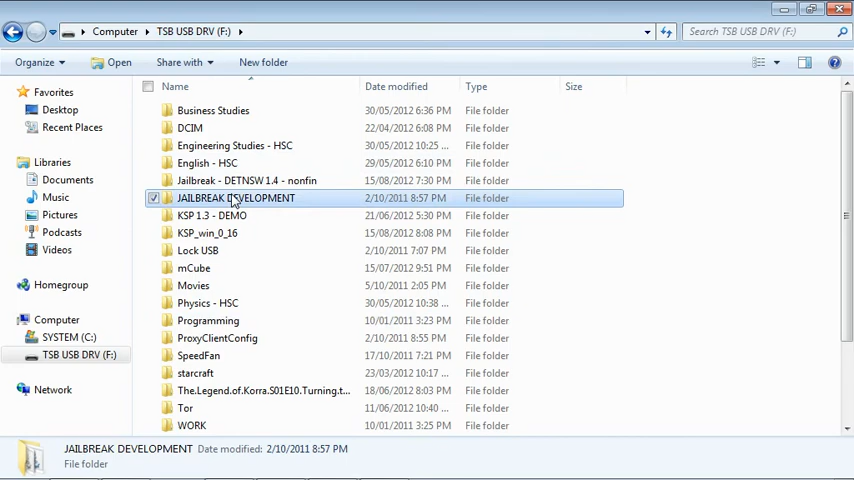 Computer TSB USB DRV (F:) Search TSB USB DRV (F:)
Organize Open Share with New folder
Name Date modified Type Size
Favorites
Desktop
Recent Places
Libraries
Documents
Music
Pictures
Podcasts
Videos
Homegroup
Computer
SYSTEM (C:)
TSB USB DRV (F:)
Network
Business Studies 30/05/2012 6:36 PM File folder
DCIM 22/04/2012 6:08 PM File folder
Engineering Studies - HSC 30/05/2012 10:25 ... File folder
English - HSC 29/05/2012 6:10 PM File folder
Jailbreak - DETNSW 1.4 - nonfin 15/08/2012 7:30 PM File folder
JAILBREAK DEVELOPMENT 2/10/2011 8:57 PM File folder
KSP 1.3 - DEMO 21/06/2012 5:30 PM File folder
KSP_win_0_16 15/08/2012 9:08 PM File folder
Lock USB 2/10/2011 7:07 PM File folder
mCube 15/07/2012 9:51 PM File folder
Movies 5/10/2011 2:05 PM File folder
Physics - HSC 30/05/2012 10:38 ... File folder
Programming 10/01/2011 3:23 PM File folder
ProxyClientConfig 2/10/2011 8:55 PM File folder
SpeedFan 17/10/2011 7:21 PM File folder
starcraft 23/03/2012 10:17 ... File folder
The.Legend.of.Korra.S01E10.Turning.t... 18/06/2012 8:03 PM File folder
Tor 11/06/2012 10:40 ... File folder
WORK 10/01/2011 3:25 PM File folder
JAILBREAK DEVELOPMENT Date modified: 2/10/2011 8:57 PM
File folder